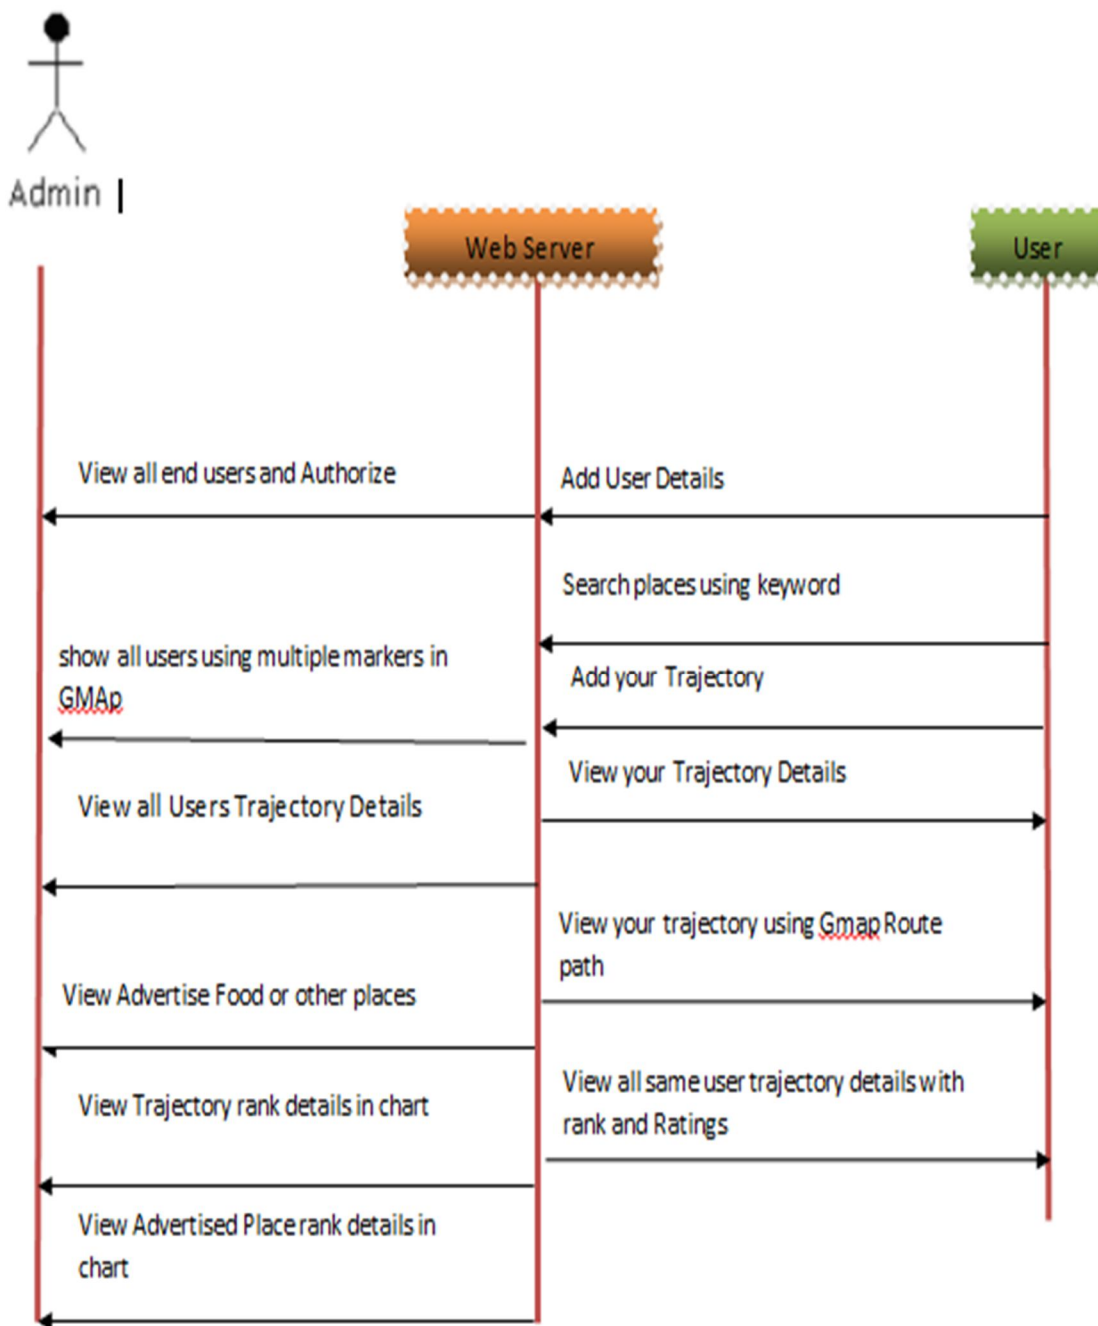 Admin
Web Server
User
View all end users and Authorize
Add User Details
Search places using keyword
show all users using multiple markers in
GMAp
Add your Trajectory
View your Trajectory Details
View all Users Trajectory Details
View your trajectory using Gmap Route
path
View Advertise Food or other places
View all same user trajectory details with
rank and Ratings
View Trajectory rank details in chart
View Advertised Place rank details in
chart